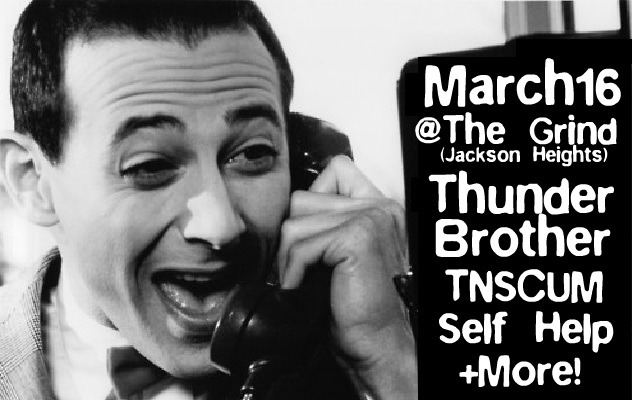 March16
@The Grind
(Jackson Heights)
Thunder
Brother
TNSCUM
Self Help
+More!